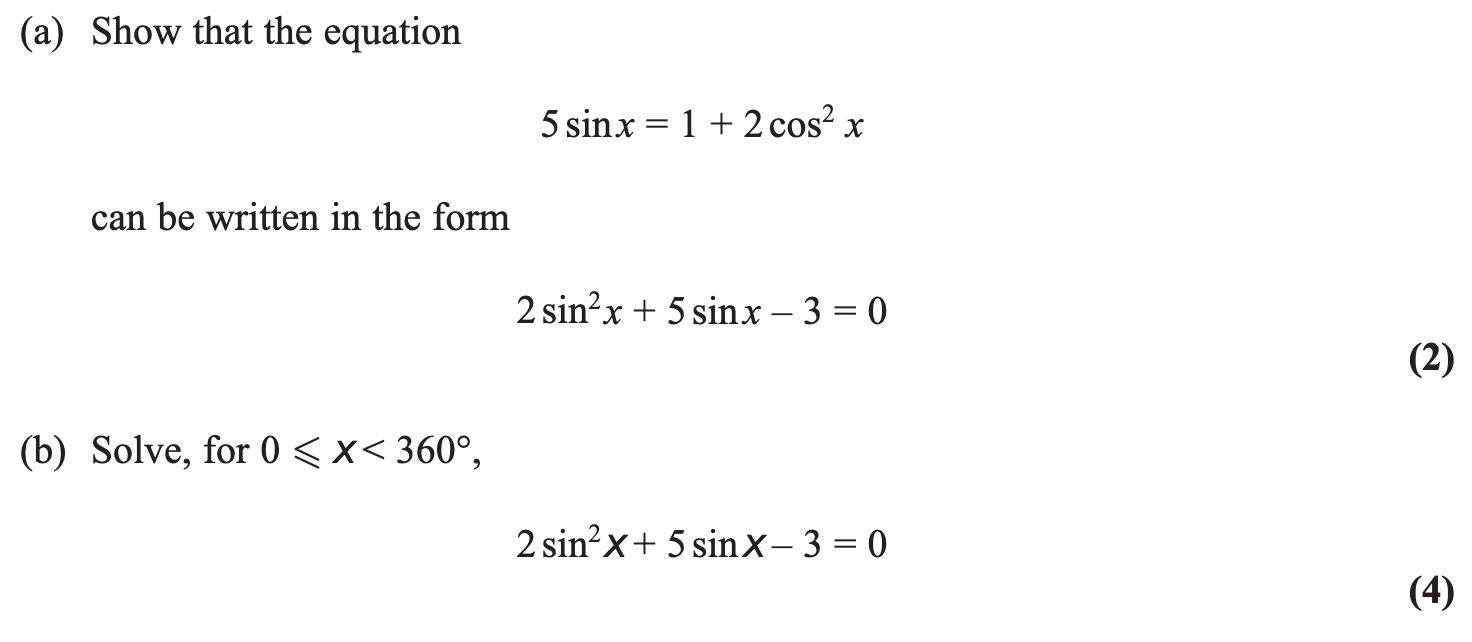 (a) Show that the equation
5 sin x = 1 + 2 cos² x
can be written in the form
2 sin²x + 5 sin x – 3 = 0
(2)
(b) Solve, for 0 ⩽ x < 360°,
2 sin²x + 5 sin x – 3 = 0
(4)